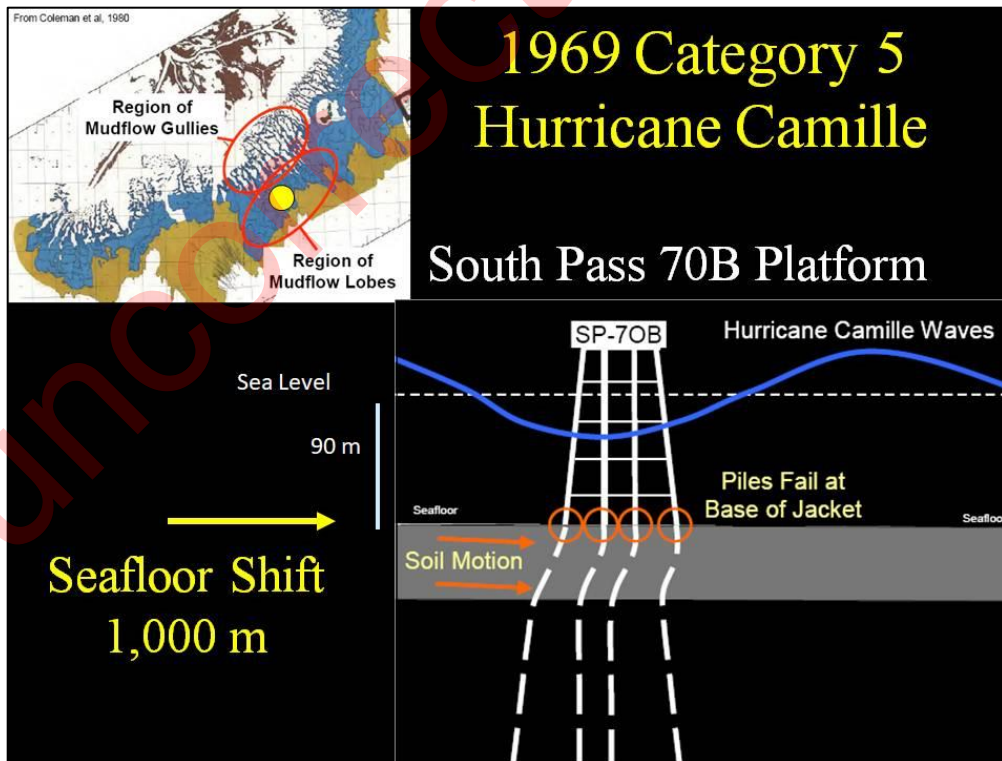 From Coleman et al, 1980
Region of
Mudflow Gullies
Region of
Mudflow Lobes
1969 Category 5
Hurricane Camille
South Pass 70B Platform
SP-7OB
Hurricane Camille Waves
Sea Level
90 m
Piles Fail at
Base of Jacket
Seafloor
Seafloo
Soil Motion
Seafloor Shift
1,000 m